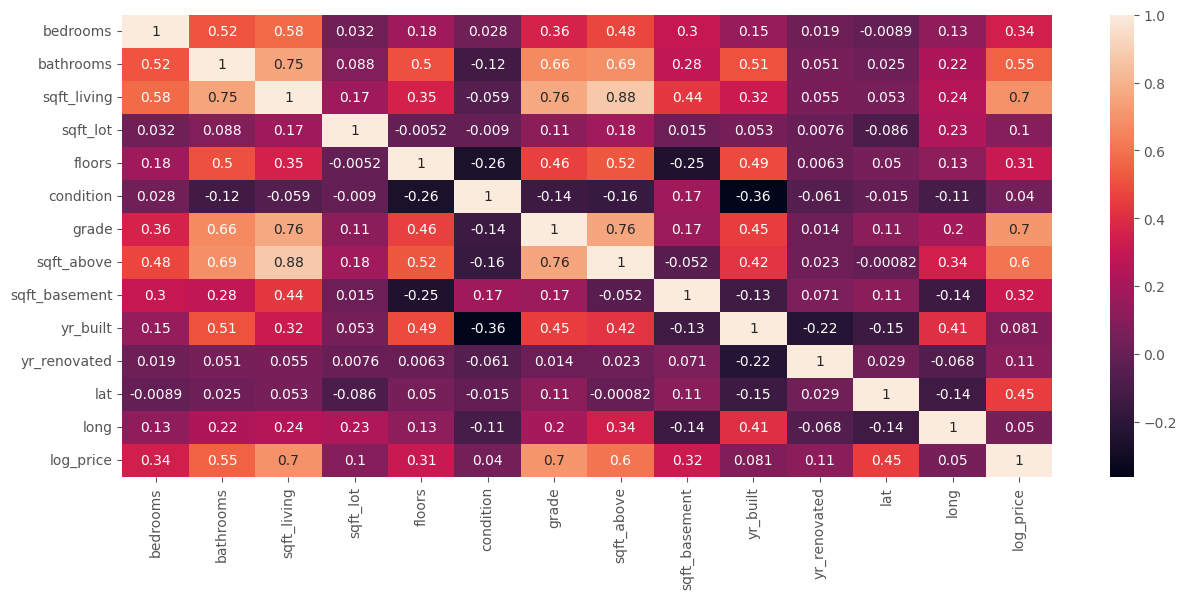 bedrooms 1 0.52 0.58 0.032 0.18 0.028 0.36 0.48 0.3 0.15 0.019 -0.0089 0.13 0.34 1.0
bathrooms 0.52 1 0.75 0.088 0.5 -0.12 0.66 0.69 0.28 0.51 0.051 0.025 0.22 0.55
0.8
sqft_living 0.58 0.75 1 0.17 0.35 -0.059 0.76 0.88 0.44 0.32 0.055 0.053 0.24 0.7
sqft_lot 0.032 0.088 0.17 1 -0.0052 -0.009 0.11 0.18 0.015 0.053 0.0076 -0.086 0.23 0.1
0.6
floors 0.18 0.5 0.35 -0.0052 1 -0.26 0.46 0.52 -0.25 0.49 0.0063 0.05 0.13 0.31
condition 0.028 -0.12 -0.059 -0.009 -0.26 1 -0.14 -0.16 0.17 -0.36 -0.061 -0.015 -0.11 0.04
0.4
grade 0.36 0.66 0.76 0.11 0.46 -0.14 1 0.76 0.17 0.45 0.014 0.11 0.2 0.7
sqft_above 0.48 0.69 0.88 0.18 0.52 -0.16 0.76 1 -0.052 0.42 0.023 -0.00082 0.34 0.6
0.2
sqft_basement 0.3 0.28 0.44 0.015 -0.25 0.17 0.17 -0.052 1 -0.13 0.071 0.11 -0.14 0.32
yr_built 0.15 0.51 0.32 0.053 0.49 -0.36 0.45 0.42 -0.13 1 -0.22 -0.15 0.41 0.081
0.0
yr_renovated 0.019 0.051 0.055 0.0076 0.0063 -0.061 0.014 0.023 0.071 -0.22 1 0.029 -0.068 0.11
lat -0.0089 0.025 0.053 -0.086 0.05 -0.015 0.11 -0.00082 0.11 -0.15 0.029 1 -0.14 0.45
−0.2
long 0.13 0.22 0.24 0.23 0.13 -0.11 0.2 0.34 -0.14 0.41 -0.068 -0.14 1 0.05
log_price 0.34 0.55 0.7 0.1 0.31 0.04 0.7 0.6 0.32 0.081 0.11 0.45 0.05 1
bedrooms
bathrooms
sqft_living
sqft_lot
floors
condition
grade
sqft_above
sqft_basement
yr_built
yr_renovated
lat
long
log_price